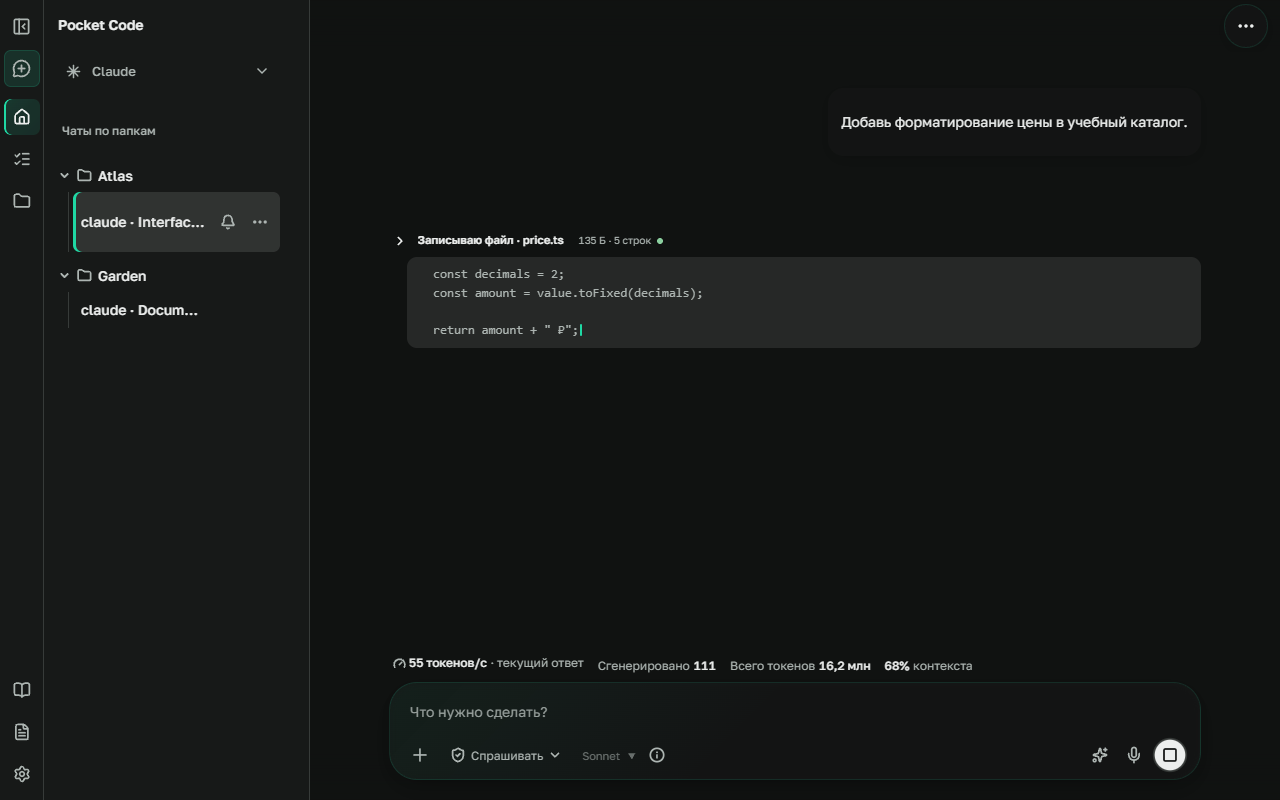 Pocket Code
Claude
Чаты по папкам
Atlas
claude · Interfac...
Garden
claude · Docum...
Добавь форматирование цены в учебный каталог.
Записываю файл · price.ts 135 Б · 5 строк
const decimals = 2;
const amount = value.toFixed(decimals);
return amount + " ₽";
55 токенов/с · текущий ответ Сгенерировано 111 Всего токенов 16,2 млн 68% контекста
Что нужно сделать?
Спрашивать Sonnet